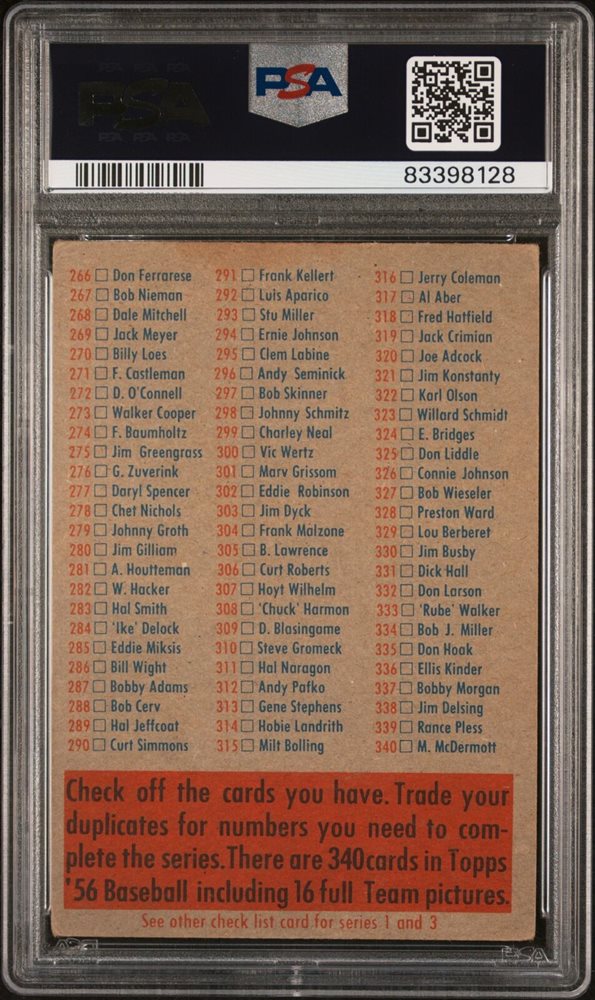 PSA
83398128
266 Don Ferrarese
267 Bob Nieman
268 Dale Mitchell
269 Jack Meyer
270 Billy Loes
271 F. Castleman
272 D. O'Connell
273 Walker Cooper
274 F. Baumholtz
275 Jim Greengrass
276 G. Zuverink
277 Daryl Spencer
278 Chet Nichols
279 Johnny Groth
280 Jim Gilliam
281 A. Houtteman
282 W. Hacker
283 Hal Smith
284 'Ike' Delock
285 Eddie Miksis
286 Bill Wight
287 Bobby Adams
288 Bob Cerv
289 Hal Jeffcoat
290 Curt Simmons
291 Frank Kellert
292 Luis Aparico
293 Stu Miller
294 Ernie Johnson
295 Clem Labine
296 Andy Seminick
297 Bob Skinner
298 Johnny Schmitz
299 Charley Neal
300 Vic Wertz
301 Marv Grissom
302 Eddie Robinson
303 Jim Dyck
304 Frank Malzone
305 B. Lawrence
306 Curt Roberts
307 Hoyt Wilhelm
308 'Chuck' Harmon
309 D. Blasingame
310 Steve Gromeck
311 Hal Naragon
312 Andy Pafko
313 Gene Stephens
314 Hobie Landrith
315 Milt Bolling
316 Jerry Coleman
317 Al Aber
318 Fred Hatfield
319 Jack Crimian
320 Joe Adcock
321 Jim Konstanty
322 Karl Olson
323 Willard Schmidt
324 E. Bridges
325 Don Liddle
326 Connie Johnson
327 Bob Wieseler
328 Preston Ward
329 Lou Berberet
330 Jim Busby
331 Dick Hall
332 Don Larson
333 'Rube' Walker
334 Bob J. Miller
335 Don Hoak
336 Ellis Kinder
337 Bobby Morgan
338 Jim Delsing
339 Rance Pless
340 M. McDermott
Check off the cards you have. Trade your
duplicates for numbers you need to com-
plete the series. There are 340 cards in Topps
'56 Baseball including 16 full Team pictures.
See other check list card for series 1 and 3
PSA